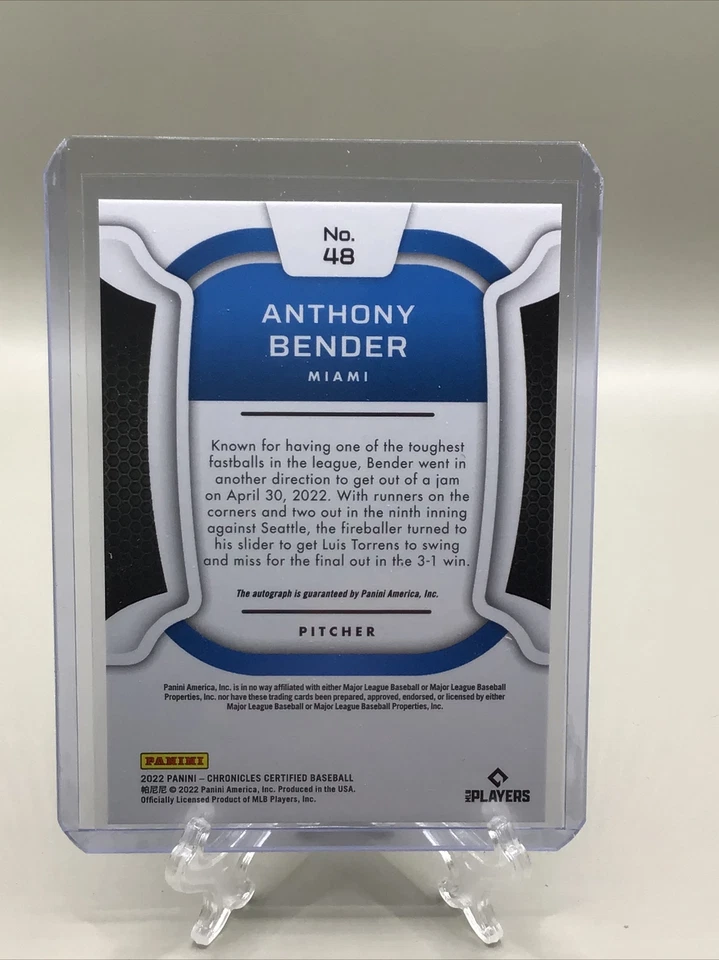 No.
48
ANTHONY
BENDER
MIAMI
Known for having one of the toughest
fastballs in the league, Bender went in
another direction to get out of a jam
on April 30, 2022. With runners on the
corners and two out in the ninth inning
against Seattle, the fireballer turned to
his slider to get Luis Torrens to swing
and miss for the final out in the 3-1 win.
The autograph is guaranteed by Panini America, Inc.
PITCHER
Panini America, Inc. is in no way affiliated with either Major League Baseball or Major League Baseball
Properties, Inc. nor have these trading cards been prepared, approved, endorsed, or licensed by either
Major League Baseball or Major League Baseball Properties, Inc.
PANINI
2022 PANINI – CHRONICLES CERTIFIED BASEBALL
帕尼尼 © 2022 Panini America, Inc. Produced in the USA.
Officially Licensed Product of MLB Players, Inc.
MLB PLAYERS